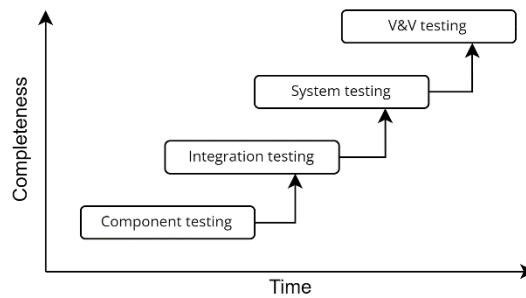 V&V testing
System testing
Integration testing
Component testing
Completeness
Time